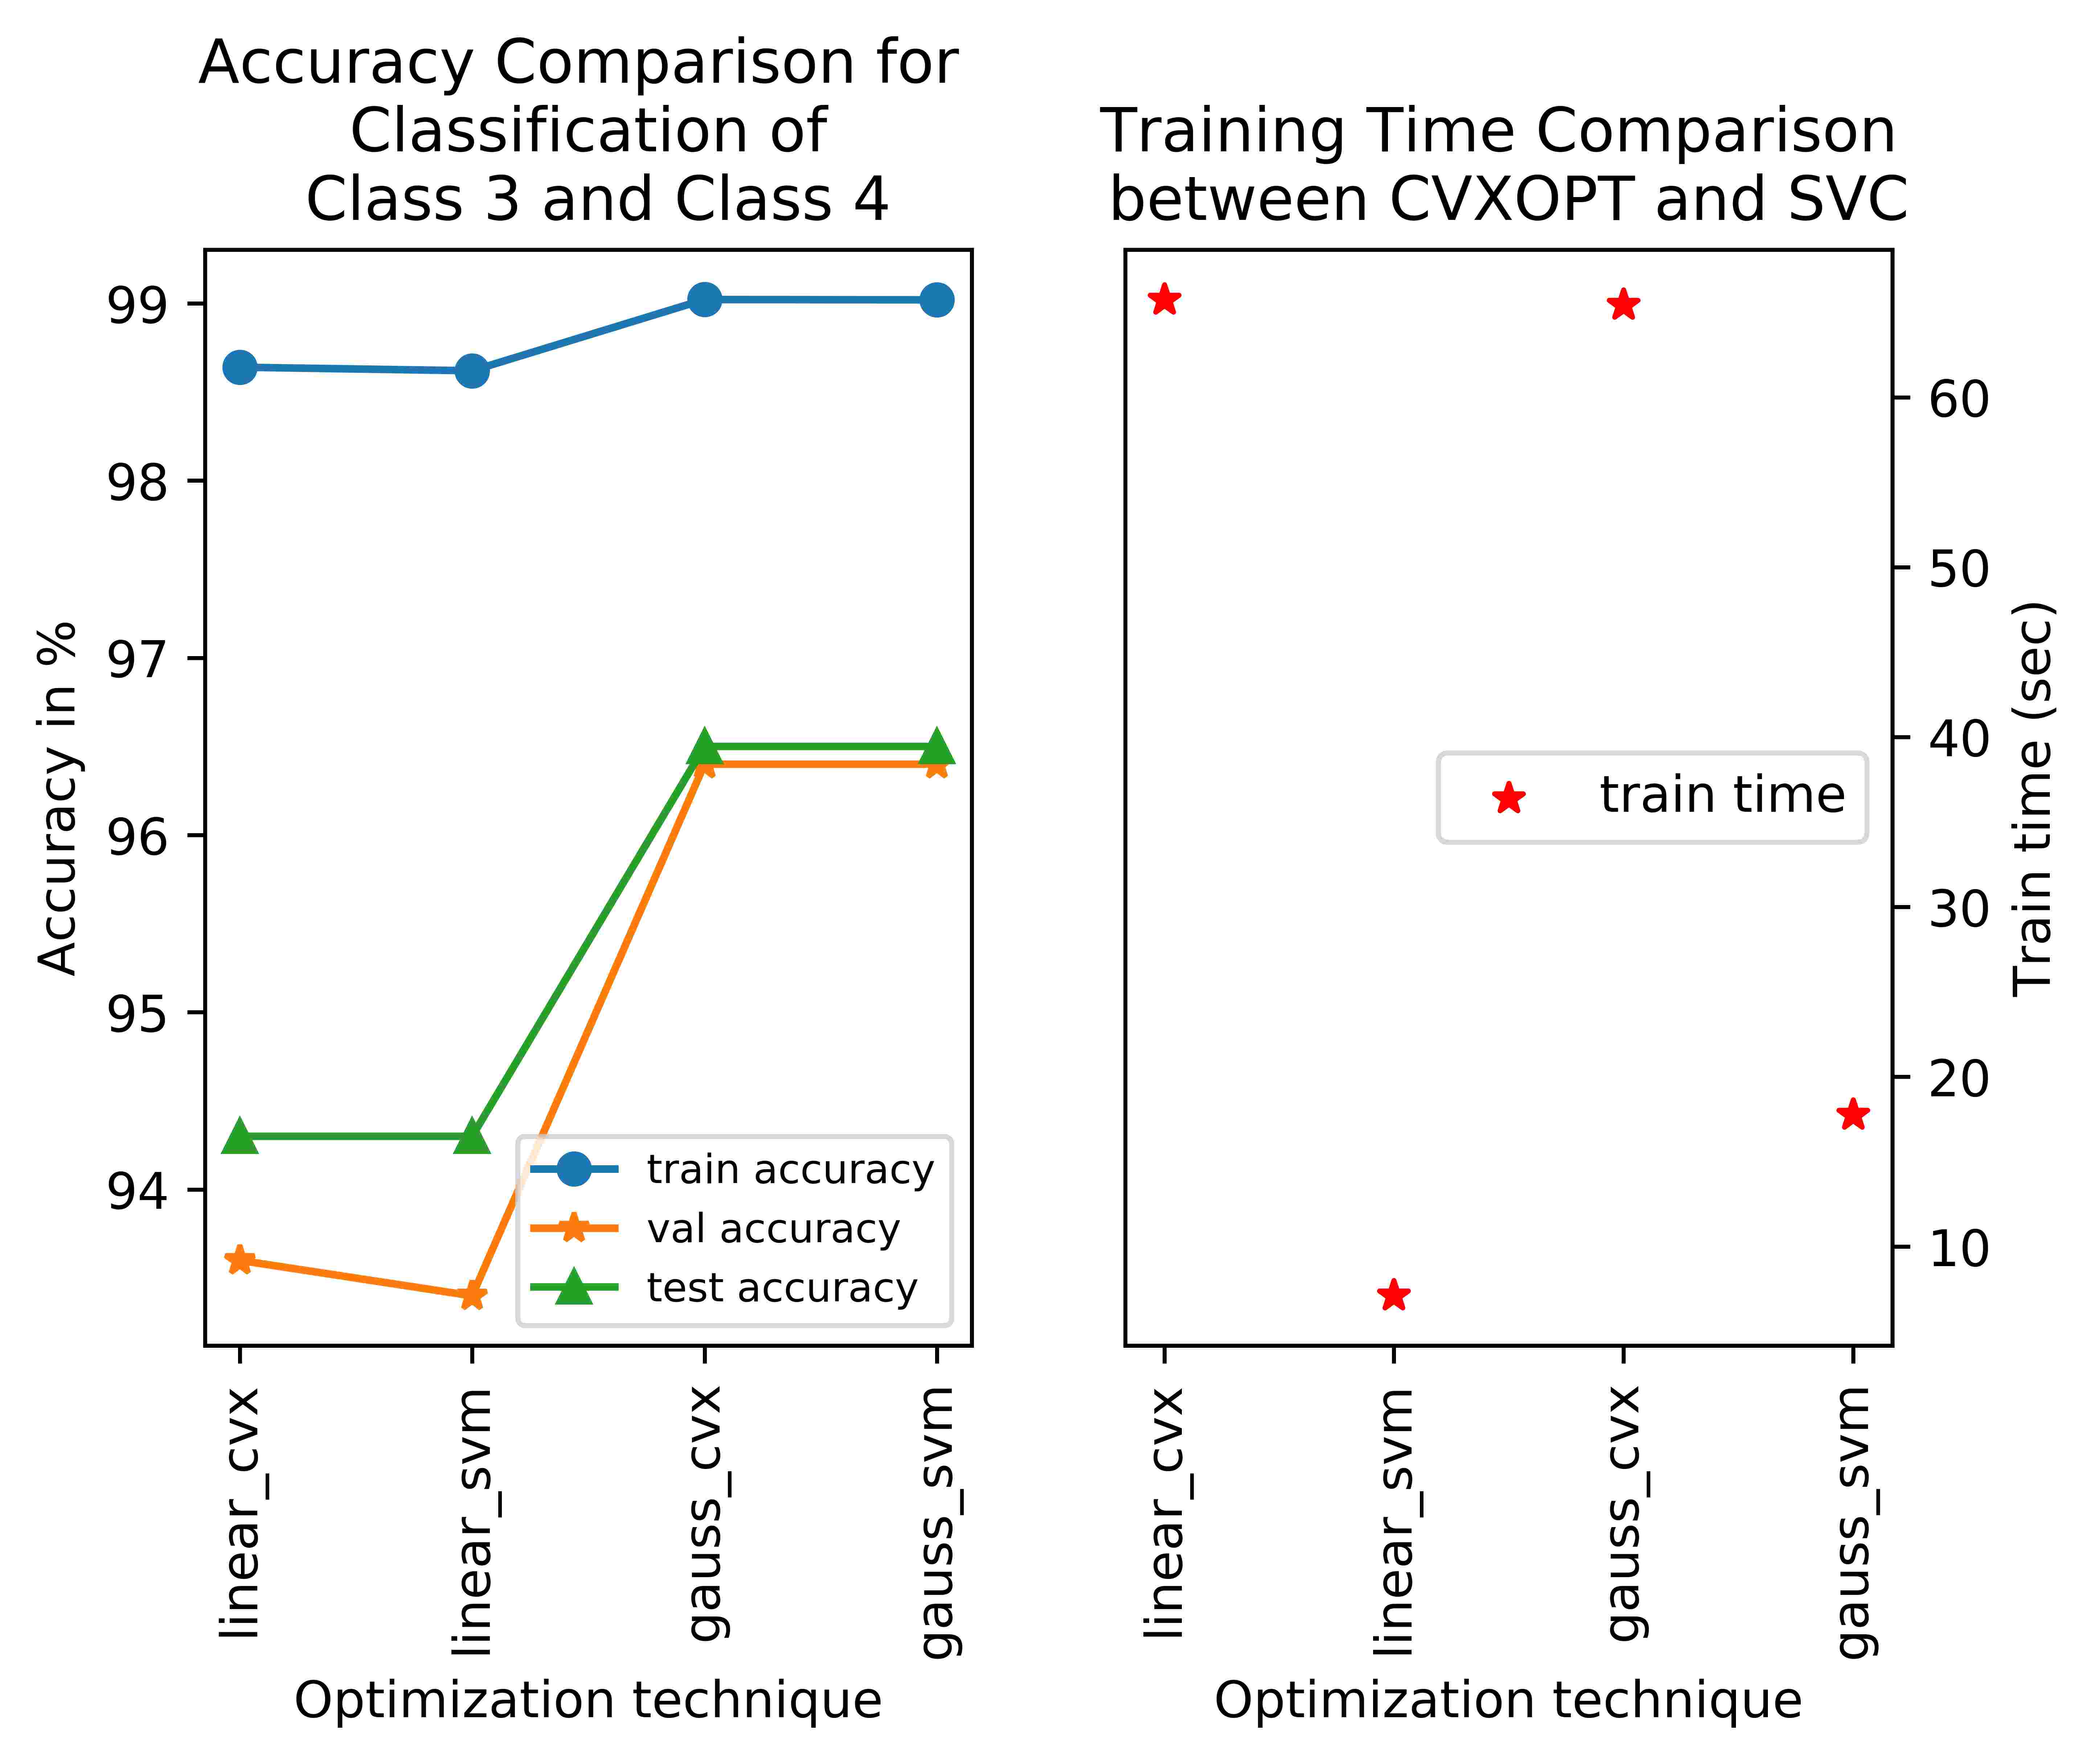 Accuracy Comparison for
Classification of
Class 3 and Class 4
99
98
97
96
95
94
Accuracy in %
train accuracy
val accuracy
test accuracy
linear_cvx
linear_svm
gauss_cvx
gauss_svm
Optimization technique
Training Time Comparison
between CVXOPT and SVC
60
50
40
30
20
10
Train time (sec)
train time
linear_cvx
linear_svm
gauss_cvx
gauss_svm
Optimization technique